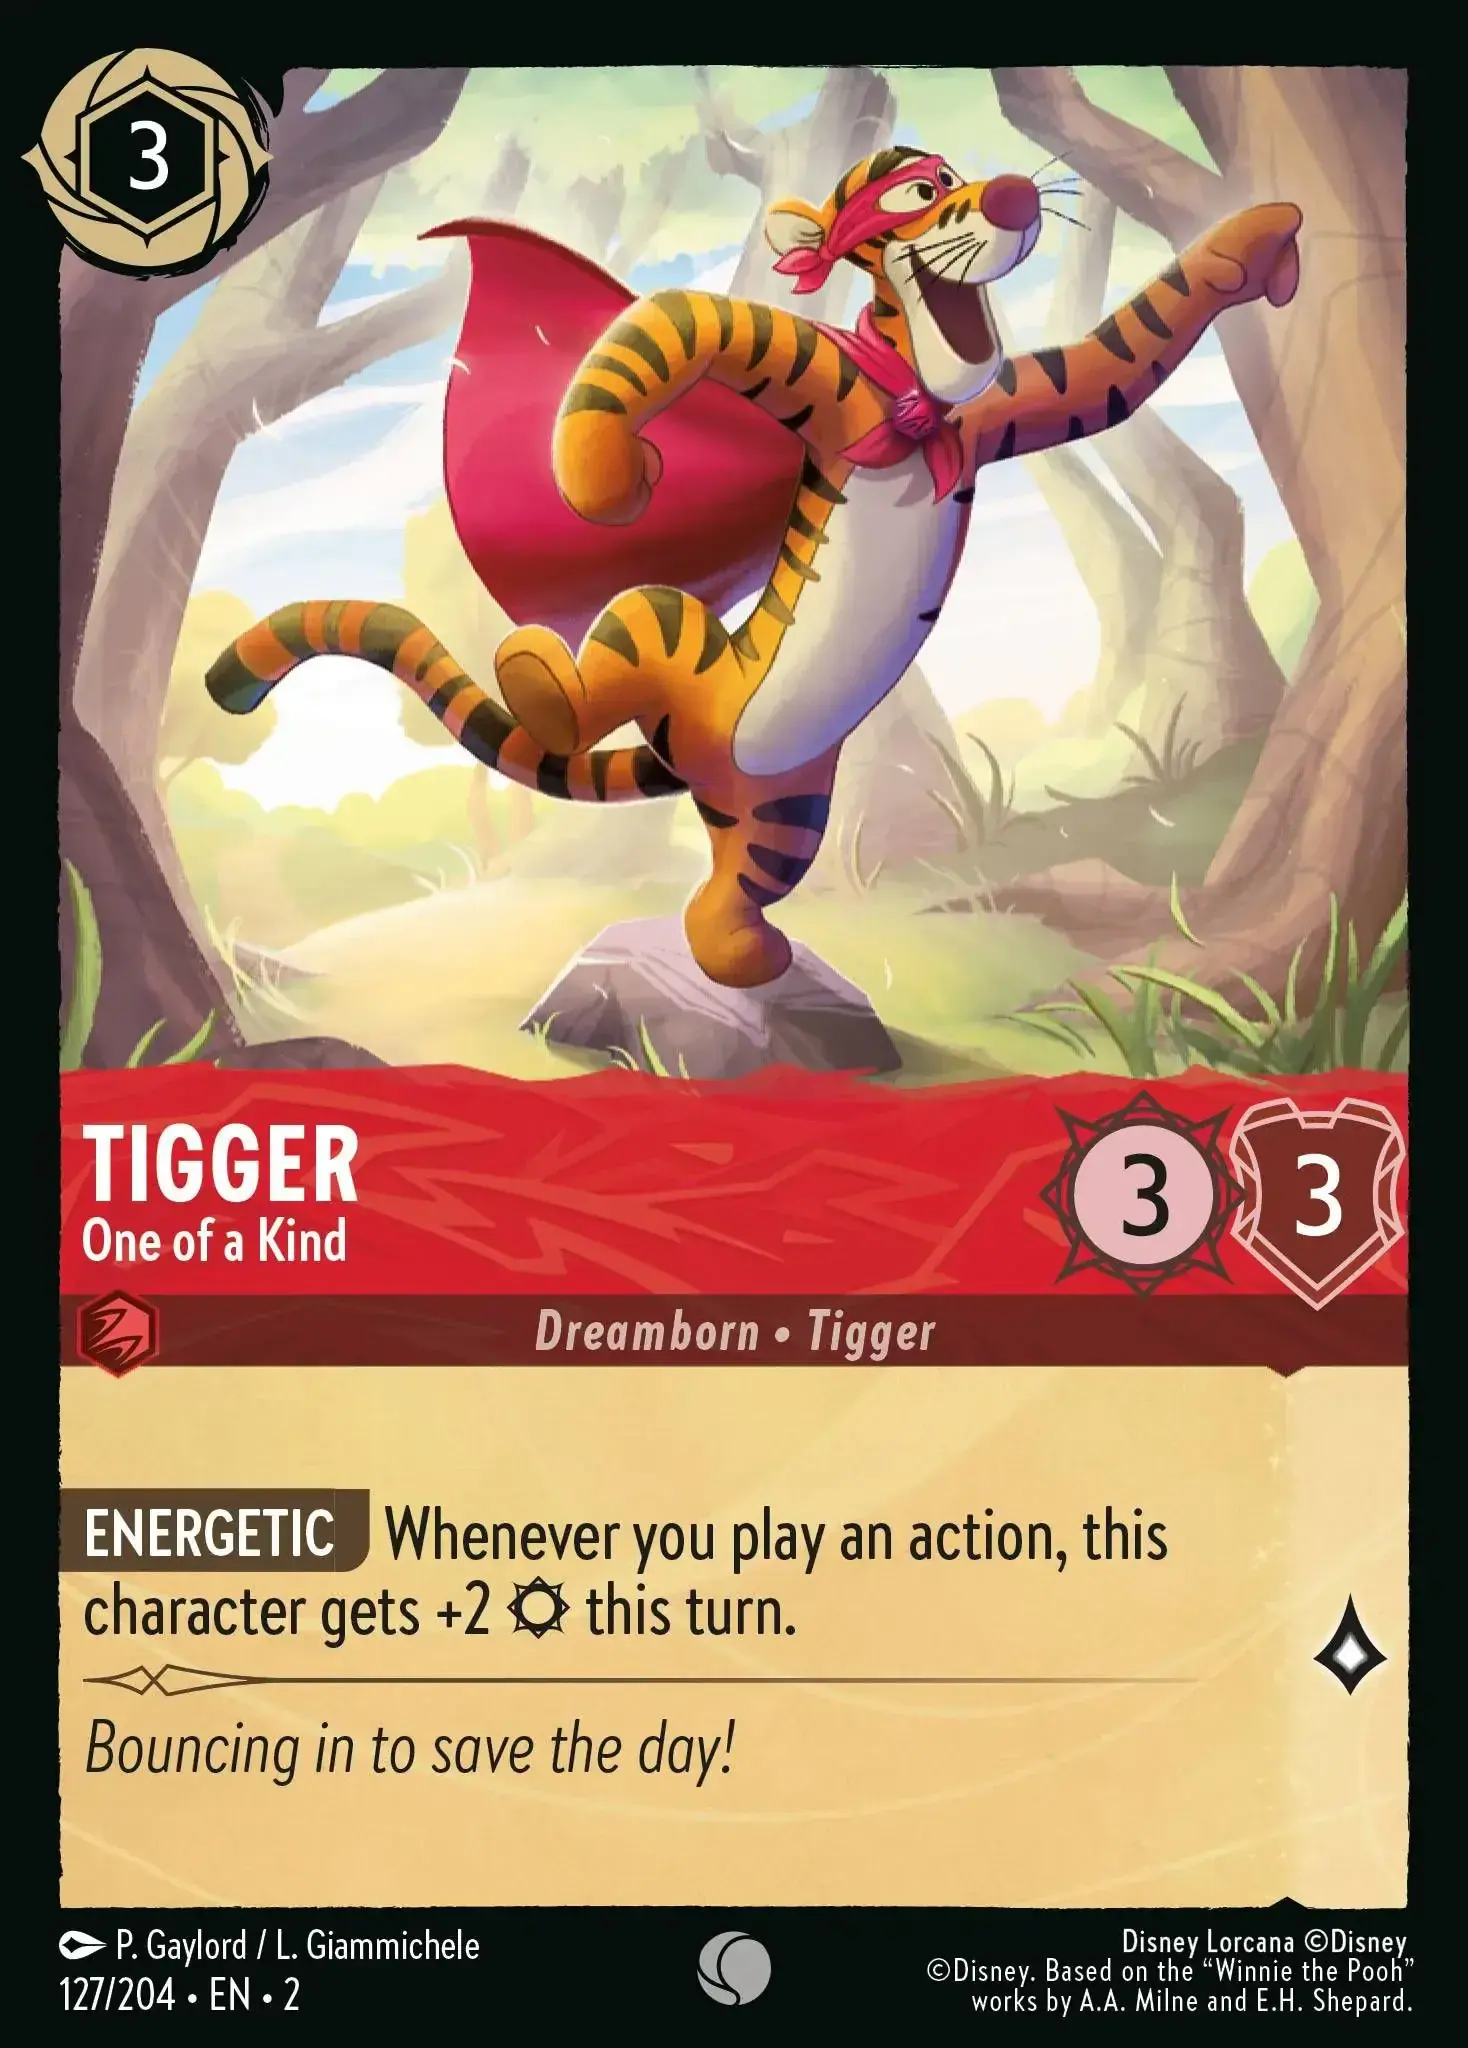 3
TIGGER
One of a Kind
3
3
Dreamborn • Tigger
ENERGETIC Whenever you play an action, this
character gets +2 this turn.
Bouncing in to save the day!
P. Gaylord / L. Giammichele
127/204 • EN • 2
Disney Lorcana ©Disney
©Disney. Based on the “Winnie the Pooh”
works by A.A. Milne and E.H. Shepard.